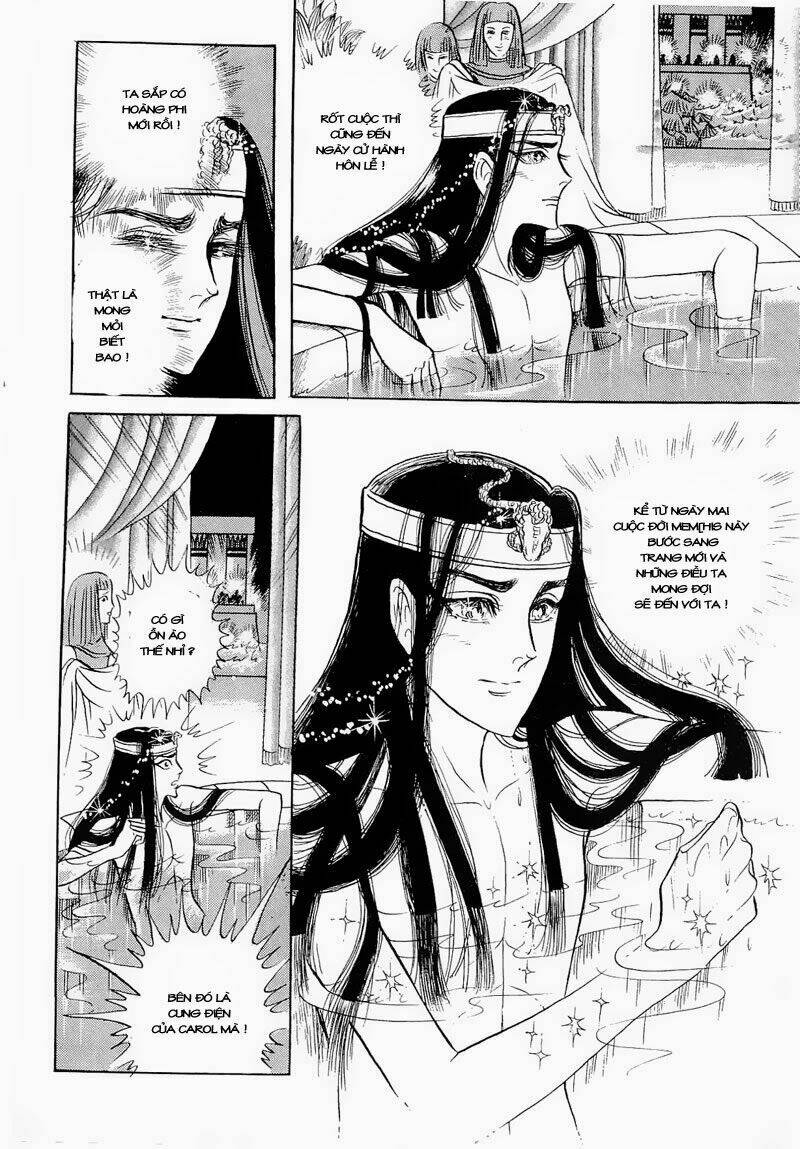 RỐT CUỘC THÌ
CŨNG ĐẾN
NGÀY CỬ HÀNH
HÔN LỄ !
TA SẮP CÓ
HOÀNG PHI
MỚI RỒI !
THẬT LÀ
MONG
MỎI
BIẾT
BAO !
KỂ TỪ NGÀY MAI
CUỘC ĐỚI MEM[HIS NÀY
BƯỚC SANG
TRANG MỚI VÀ
NHỮNG ĐIỀU TA
MONG ĐỢI
SẼ ĐẾN VỚI TA !
CÓ GÌ
ỒN ÀO
THẾ NHỈ ?
BÊN ĐÓ LÀ
CUNG ĐIỆN
CỦA CAROL MÀ !